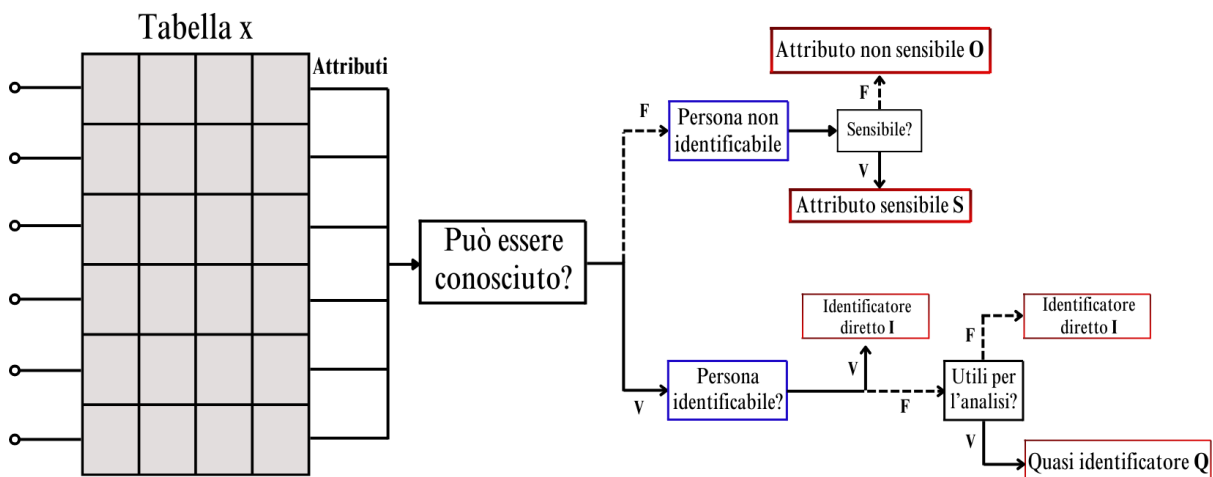 Tabella x
Attributi
Può essere
conosciuto?
F
Persona non
identificabile
Sensibile?
F
Attributo non sensibile O
V
Attributo sensibile S
V
Persona
identificabile?
V
Identificatore
diretto I
F
Utili per
l'analisi?
F
Identificatore
diretto I
V
Quasi identificatore Q